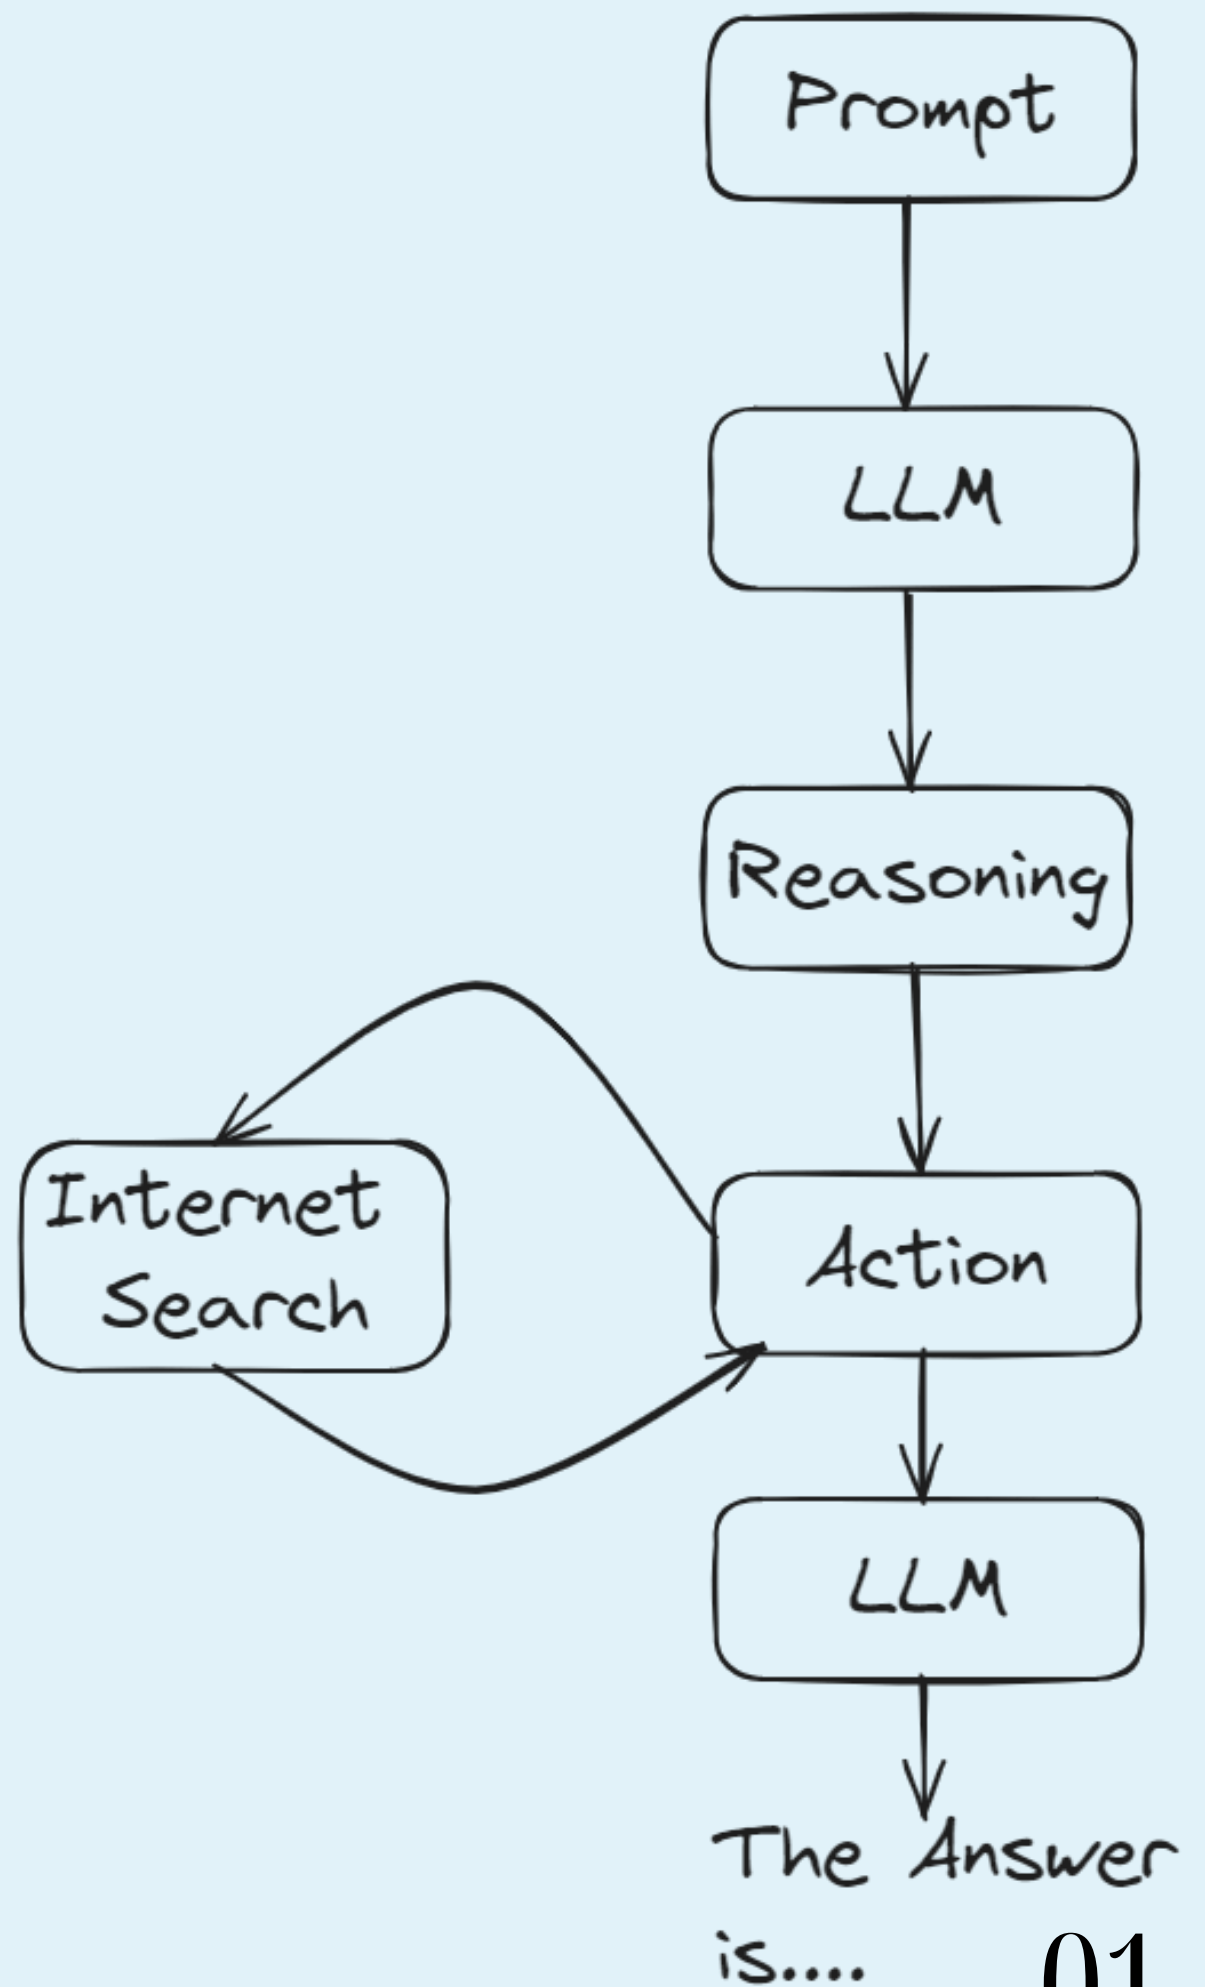 Prompt
LLM
Reasoning
Internet
Search
Action
LLM
The Answer
is....
01